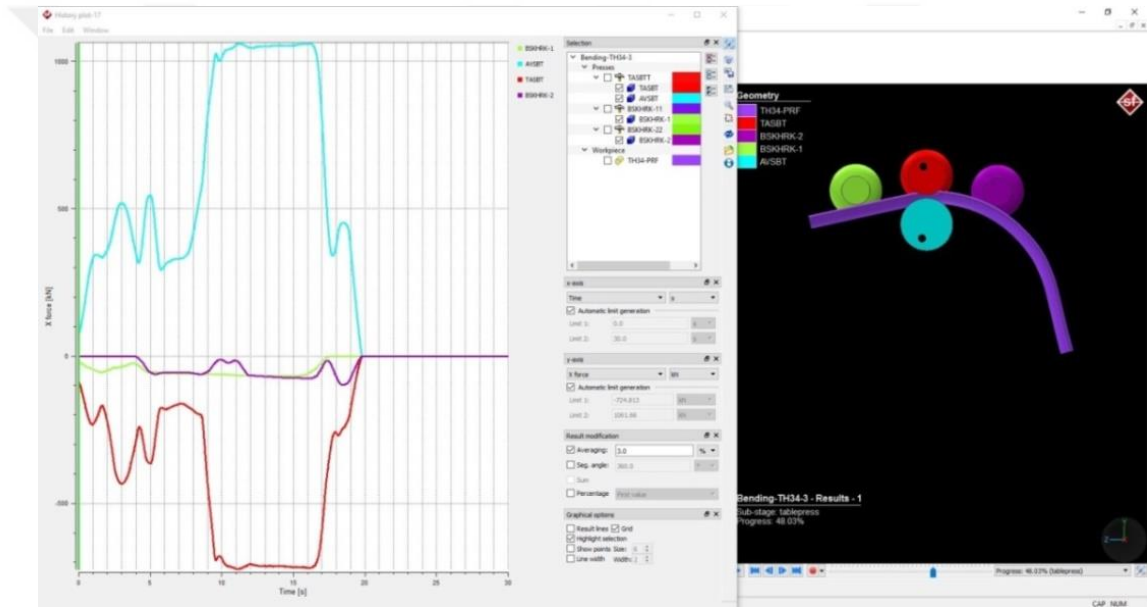 History plot-17
File Edit Window
1000
500
0
-500
X force [kN]
0 5 10 15 20 25 30
Time [s]
BSKHRK-1
AVSBT
TASBT
BSKHRK-2
Selection
Bending-TH34-3
Presses
TASBTT
TASBT
AVSBT
BSKHRK-11
BSKHRK-1
BSKHRK-22
BSKHRK-2
Workpiece
TH34-PRF
x-axis
Time s
Automatic limit generation
Limit 1: 0.0 s
Limit 2: 30.0 s
y-axis
X force kN
Automatic limit generation
Limit 1: -724.813 kN
Limit 2: 1061.66 kN
Result modification
Averaging: 3.0 %
Seg. angle: 360.0
Sum
Percentage First value
Graphical options
Result lines Grid
Highlight selection
Show points Size: 6
Line width Width:
Geometry
TH34-PRF
TASBT
BSKHRK-2
BSKHRK-1
AVSBT
sf
Bending-TH34-3 - Results - 1
Sub-stage: tablepress
Progress: 48.03%
Y
Z
Progress: 48.03% (tablepress)
CAP NUM